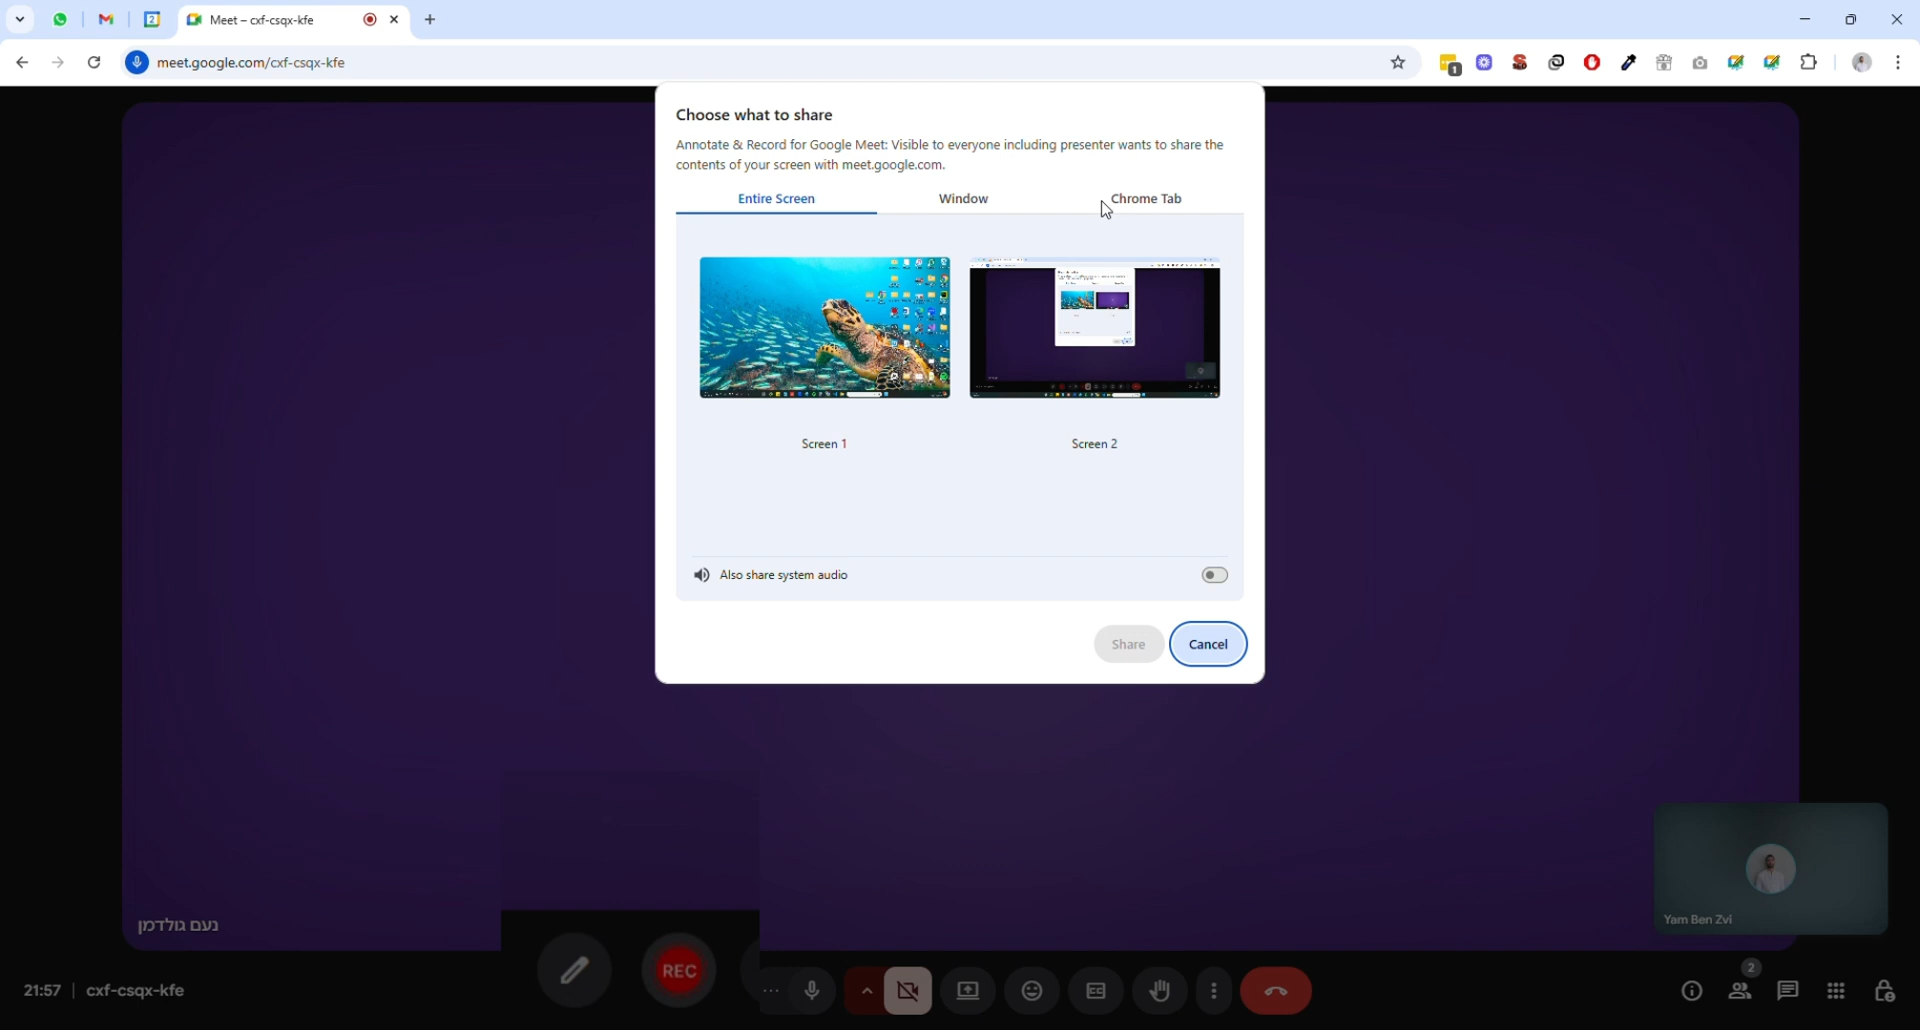 2
Meet – cxf-csqx-kfe
meet.google.com/cxf-csqx-kfe
1
Choose what to share
Annotate & Record for Google Meet: Visible to everyone including presenter wants to share the
contents of your screen with meet.google.com.
Entire Screen
Window
Chrome Tab
Screen 1
Screen 2
Also share system audio
Share
Cancel
נעם גולדמן
Yam Ben Zvi
21:57 | cxf-csqx-kfe
REC
CC
2